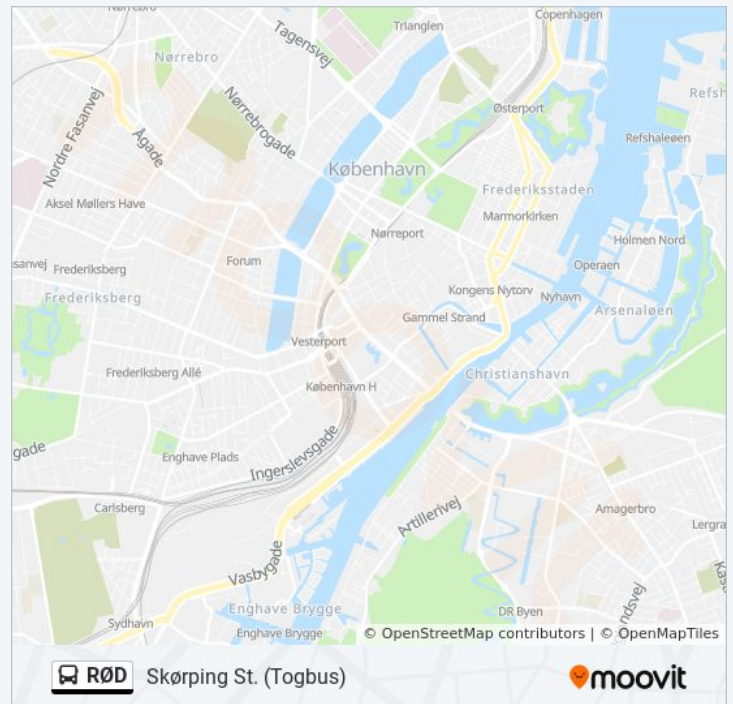 Copenhagen
Trianglen
Tagensvej
Nørrebro
Refsh
Nørrebrogade
Østerport
Nordre Fasanvej
Ågade
Refshaleøen
København
Frederiksstaden
Aksel Møllers Have
Marmorkirken
Nørreport
Holmen Nord
Forum
Operaen
sanvej
Frederiksberg
Kongens Nytorv
Nyhavn
Frederiksberg
Arsenaløen
Gammel Strand
Vesterport
Frederiksberg Allé
Christianshavn
København H
gade
Enghave Plads
Ingerslevsgade
Carlsberg
Artillerivej
Amagerbro
Lergra
Vasbygade
Kas
ndsvej
Enghave Brygge
DR Byen
Sydhavn
Enghave Brygge
© OpenStreetMap contributors | © OpenMapTiles
RØD Skørping St. (Togbus)
moovit